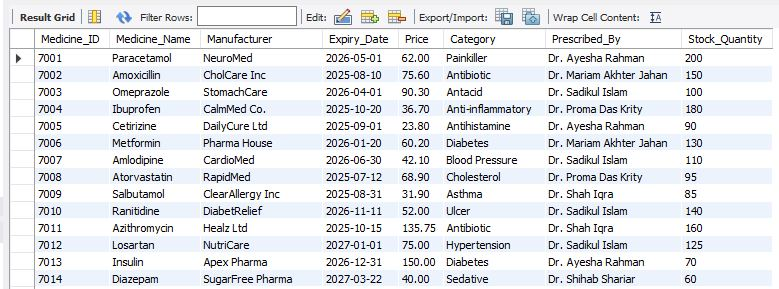 Result Grid Filter Rows: Edit: Export/Import: Wrap Cell Content:
Medicine_ID Medicine_Name Manufacturer Expiry_Date Price Category Prescribed_By Stock_Quantity
7001 Paracetamol NeuroMed 2026-05-01 62.00 Painkiller Dr. Ayesha Rahman 200
7002 Amoxicillin CholCare Inc 2025-08-10 75.60 Antibiotic Dr. Mariam Akhter Jahan 150
7003 Omeprazole StomachCare 2026-04-01 90.30 Antacid Dr. Sadikul Islam 100
7004 Ibuprofen CalmMed Co. 2025-10-20 36.70 Anti-inflammatory Dr. Proma Das Krity 180
7005 Cetirizine DailyCure Ltd 2025-09-01 23.80 Antihistamine Dr. Ayesha Rahman 90
7006 Metformin Pharma House 2026-01-20 60.20 Diabetes Dr. Mariam Akhter Jahan 130
7007 Amlodipine CardioMed 2026-06-30 42.10 Blood Pressure Dr. Sadikul Islam 110
7008 Atorvastatin RapidMed 2025-07-12 68.90 Cholesterol Dr. Proma Das Krity 95
7009 Salbutamol ClearAllergy Inc 2025-08-31 31.90 Asthma Dr. Shah Iqra 85
7010 Ranitidine DiabetRelief 2026-11-11 52.00 Ulcer Dr. Sadikul Islam 140
7011 Azithromycin Healz Ltd 2025-10-15 135.75 Antibiotic Dr. Shah Iqra 160
7012 Losartan NutriCare 2027-01-01 75.00 Hypertension Dr. Sadikul Islam 125
7013 Insulin Apex Pharma 2026-12-31 150.00 Diabetes Dr. Ayesha Rahman 70
7014 Diazepam SugarFree Pharma 2027-03-22 40.00 Sedative Dr. Shihab Shariar 60